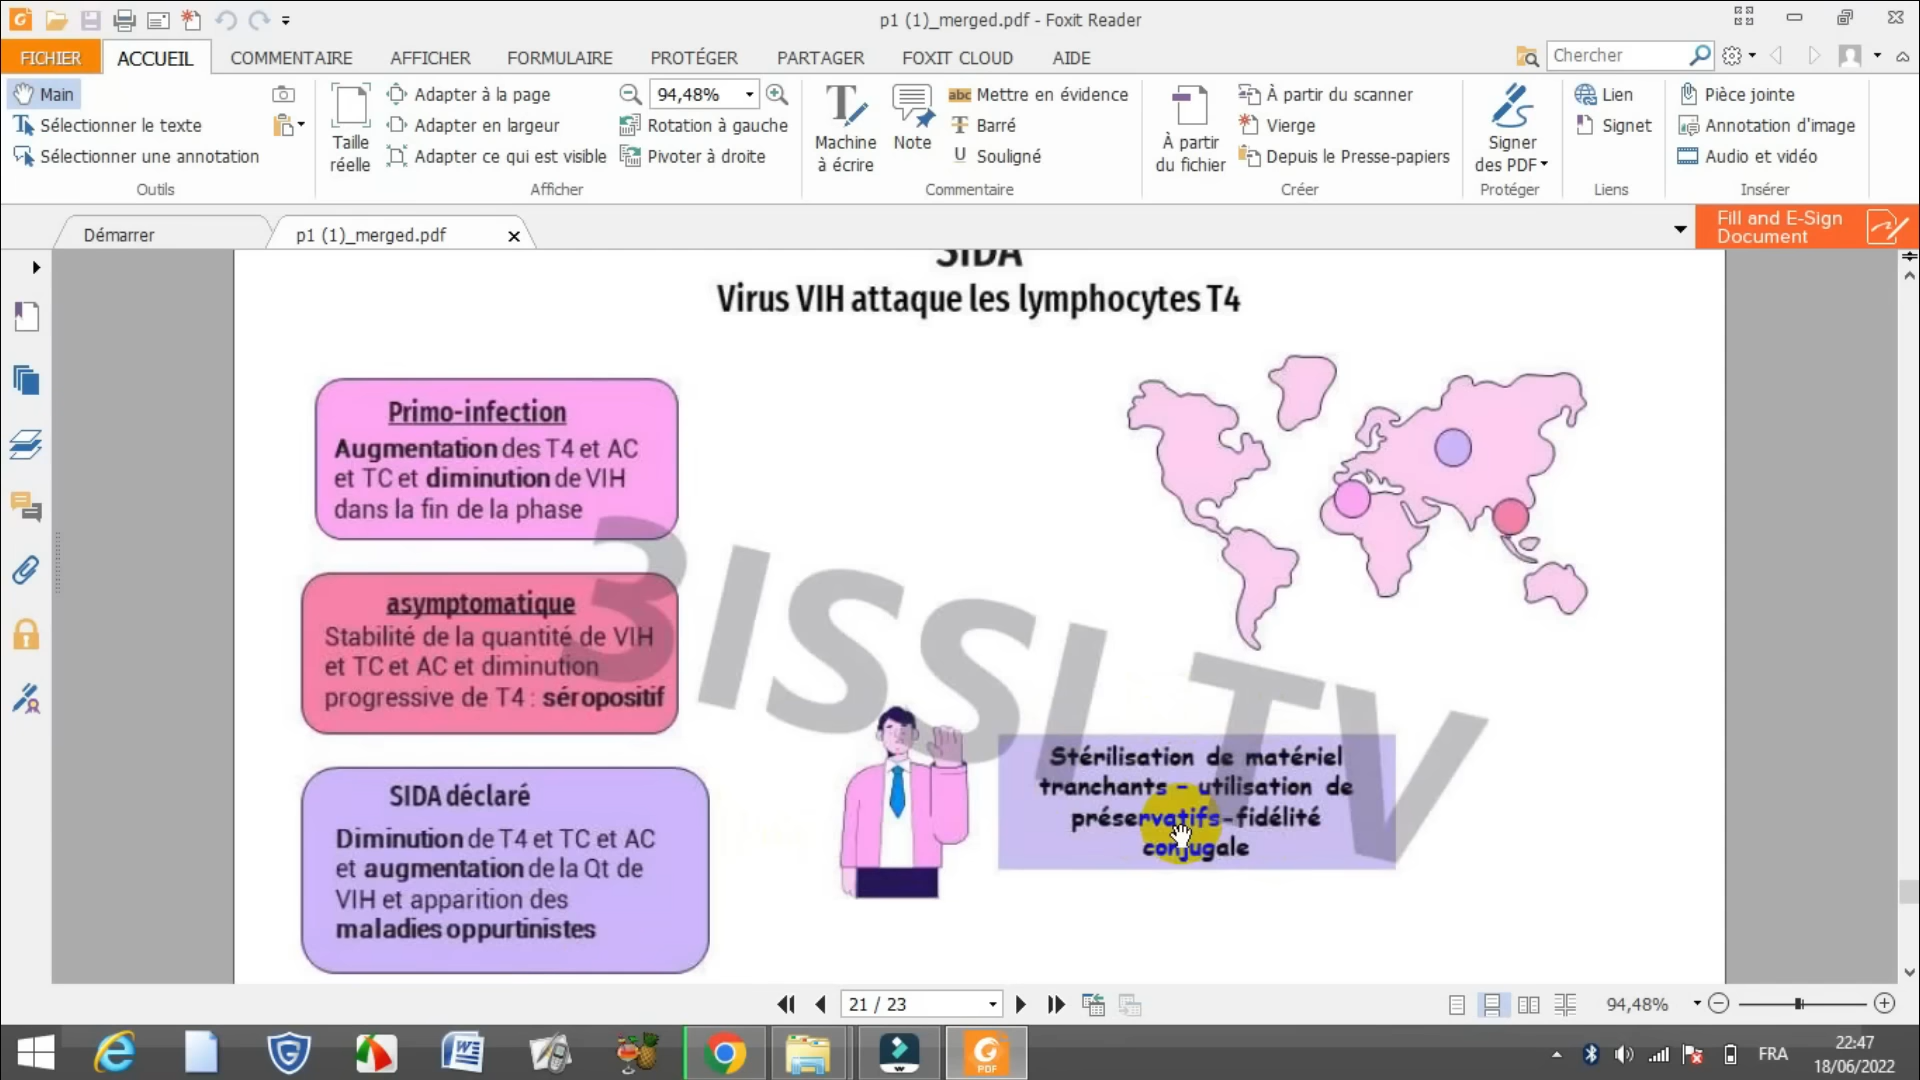 p1 (1)_merged.pdf - Foxit Reader
FICHIER ACCUEIL COMMENTAIRE AFFICHER FORMULAIRE PROTÉGER PARTAGER FOXIT CLOUD AIDE Chercher
Main
Sélectionner le texte
Sélectionner une annotation
Outils
Taille
réelle
Adapter à la page
Adapter en largeur
Adapter ce qui est visible
94,48%
Rotation à gauche
Pivoter à droite
Afficher
Machine
à écrire
Note
abc Mettre en évidence
Barré
Souligné
Commentaire
À partir
du fichier
À partir du scanner
Vierge
Depuis le Presse-papiers
Créer
Signer
des PDF
Protéger
Lien
Signet
Liens
Pièce jointe
Annotation d'image
Audio et vidéo
Insérer
Démarrer
p1 (1)_merged.pdf
Fill and E-Sign
Document
SIDA
Virus VIH attaque les lymphocytes T4
Primo-infection
Augmentation des T4 et AC
et TC et diminution de VIH
dans la fin de la phase
asymptomatique
Stabilité de la quantité de VIH
et TC et AC et diminution
progressive de T4 : séropositif
SIDA déclaré
Diminution de T4 et TC et AC
et augmentation de la Qt de
VIH et apparition des
maladies oppurtinistes
3ISSI TV
Stérilisation de matériel
tranchants - utilisation de
préservatifs-fidélité
conjugale
21 / 23
94,48%
FRA
22:47
18/06/2022